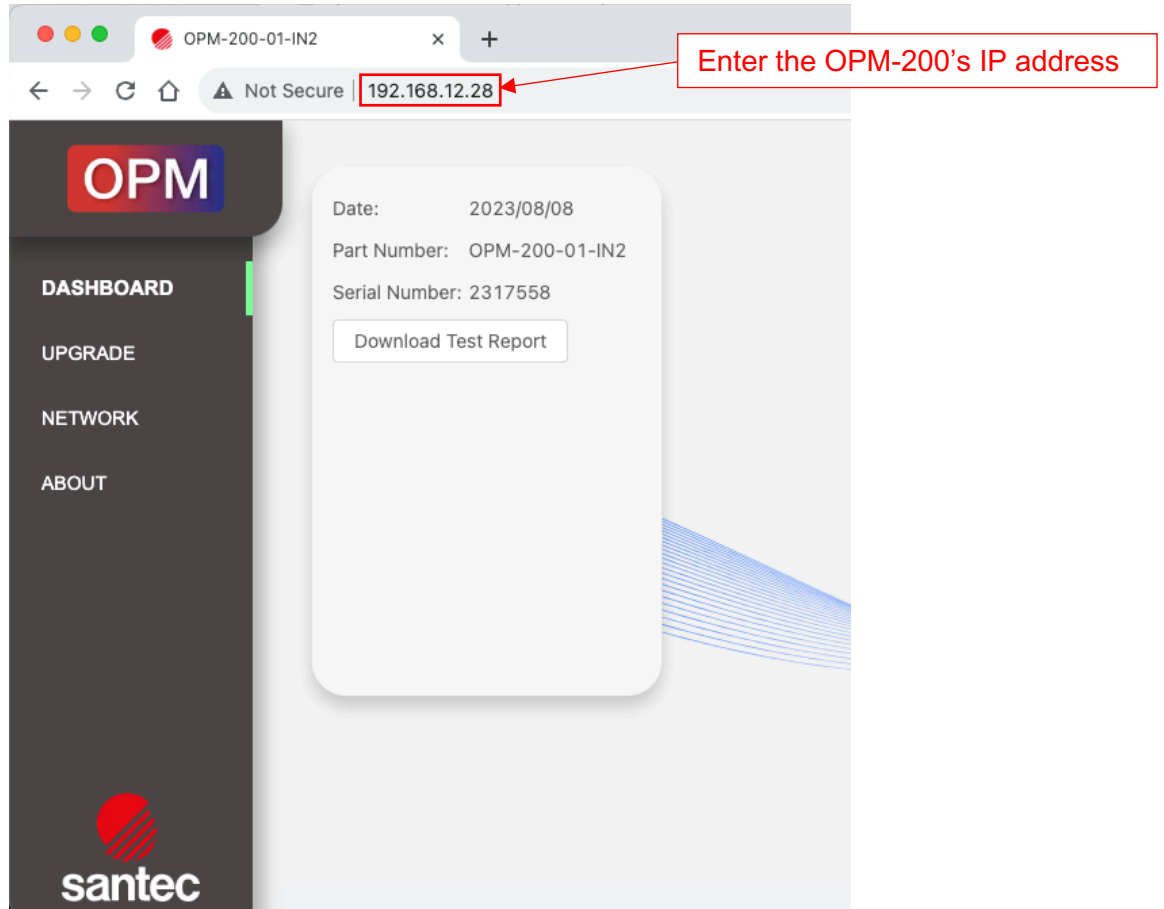 OPM-200-01-IN2
Enter the OPM-200’s IP address
Not Secure 192.168.12.28
OPM
DASHBOARD
UPGRADE
NETWORK
ABOUT
Date: 2023/08/08
Part Number: OPM-200-01-IN2
Serial Number: 2317558
Download Test Report
santec